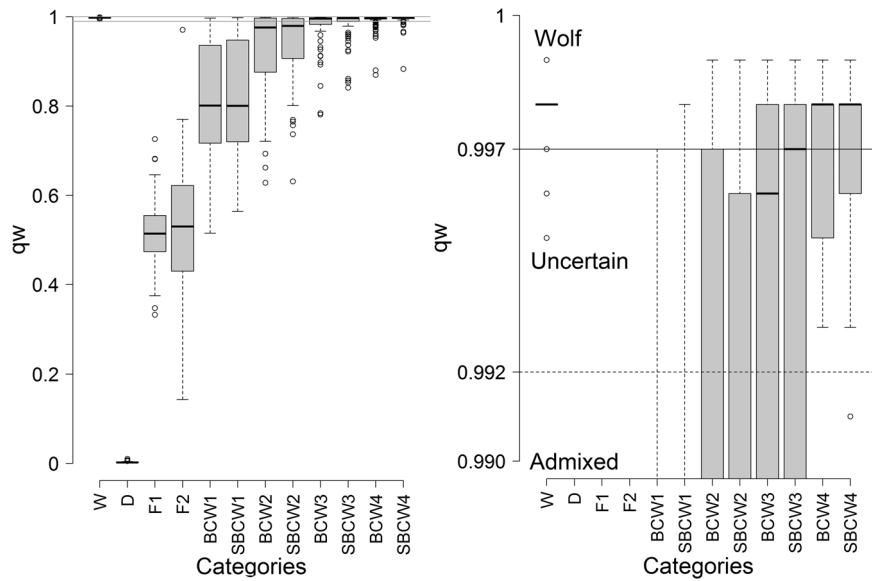 1
0.8
0.6
0.4
0.2
0
qw
W
D
F1
F2
BCW1
SBCW1
BCW2
SBCW2
BCW3
SBCW3
BCW4
SBCW4
Categories
1
0.997
0.992
0.990
qw
Wolf
Uncertain
Admixed
W
D
F1
F2
BCW1
SBCW1
BCW2
SBCW2
BCW3
SBCW3
BCW4
SBCW4
Categories